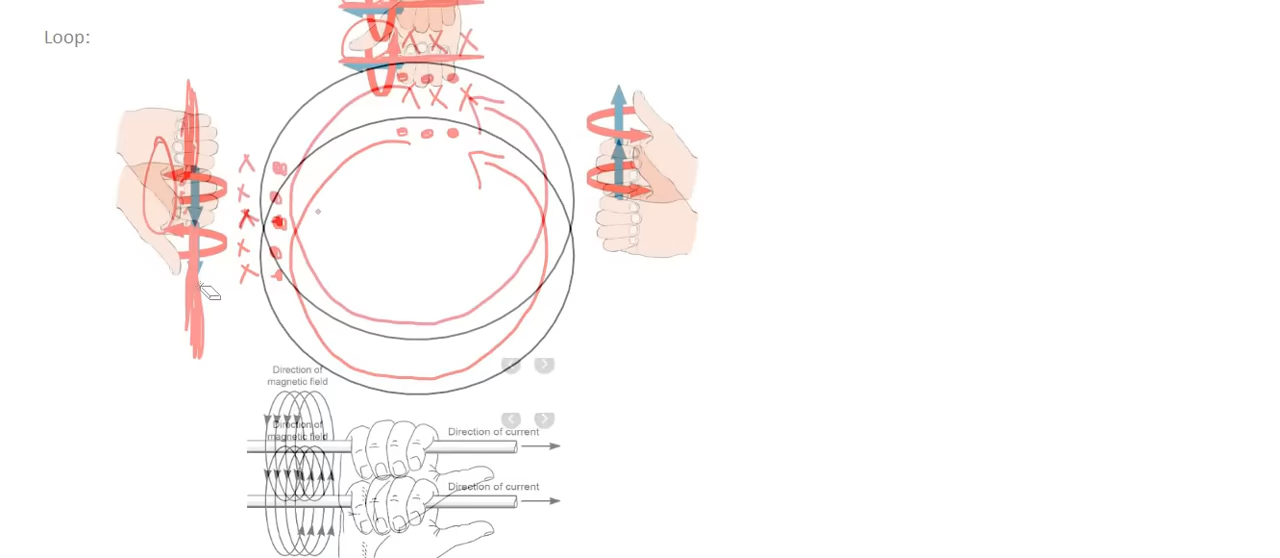 Loop:
X X X
X X X
X
X
X
X
X
Direction of
magnetic field
Direction of
magnetic field
Direction of current
Direction of current